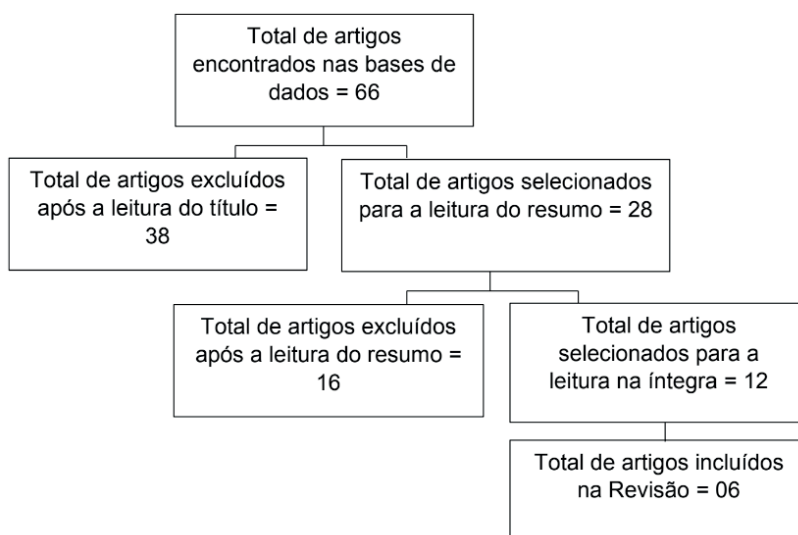 Total de artigos
encontrados nas bases de
dados = 66
Total de artigos excluídos
após a leitura do título =
38
Total de artigos selecionados
para a leitura do resumo = 28
Total de artigos excluídos
após a leitura do resumo =
16
Total de artigos
selecionados para a
leitura na íntegra = 12
Total de artigos incluídos
na Revisão = 06